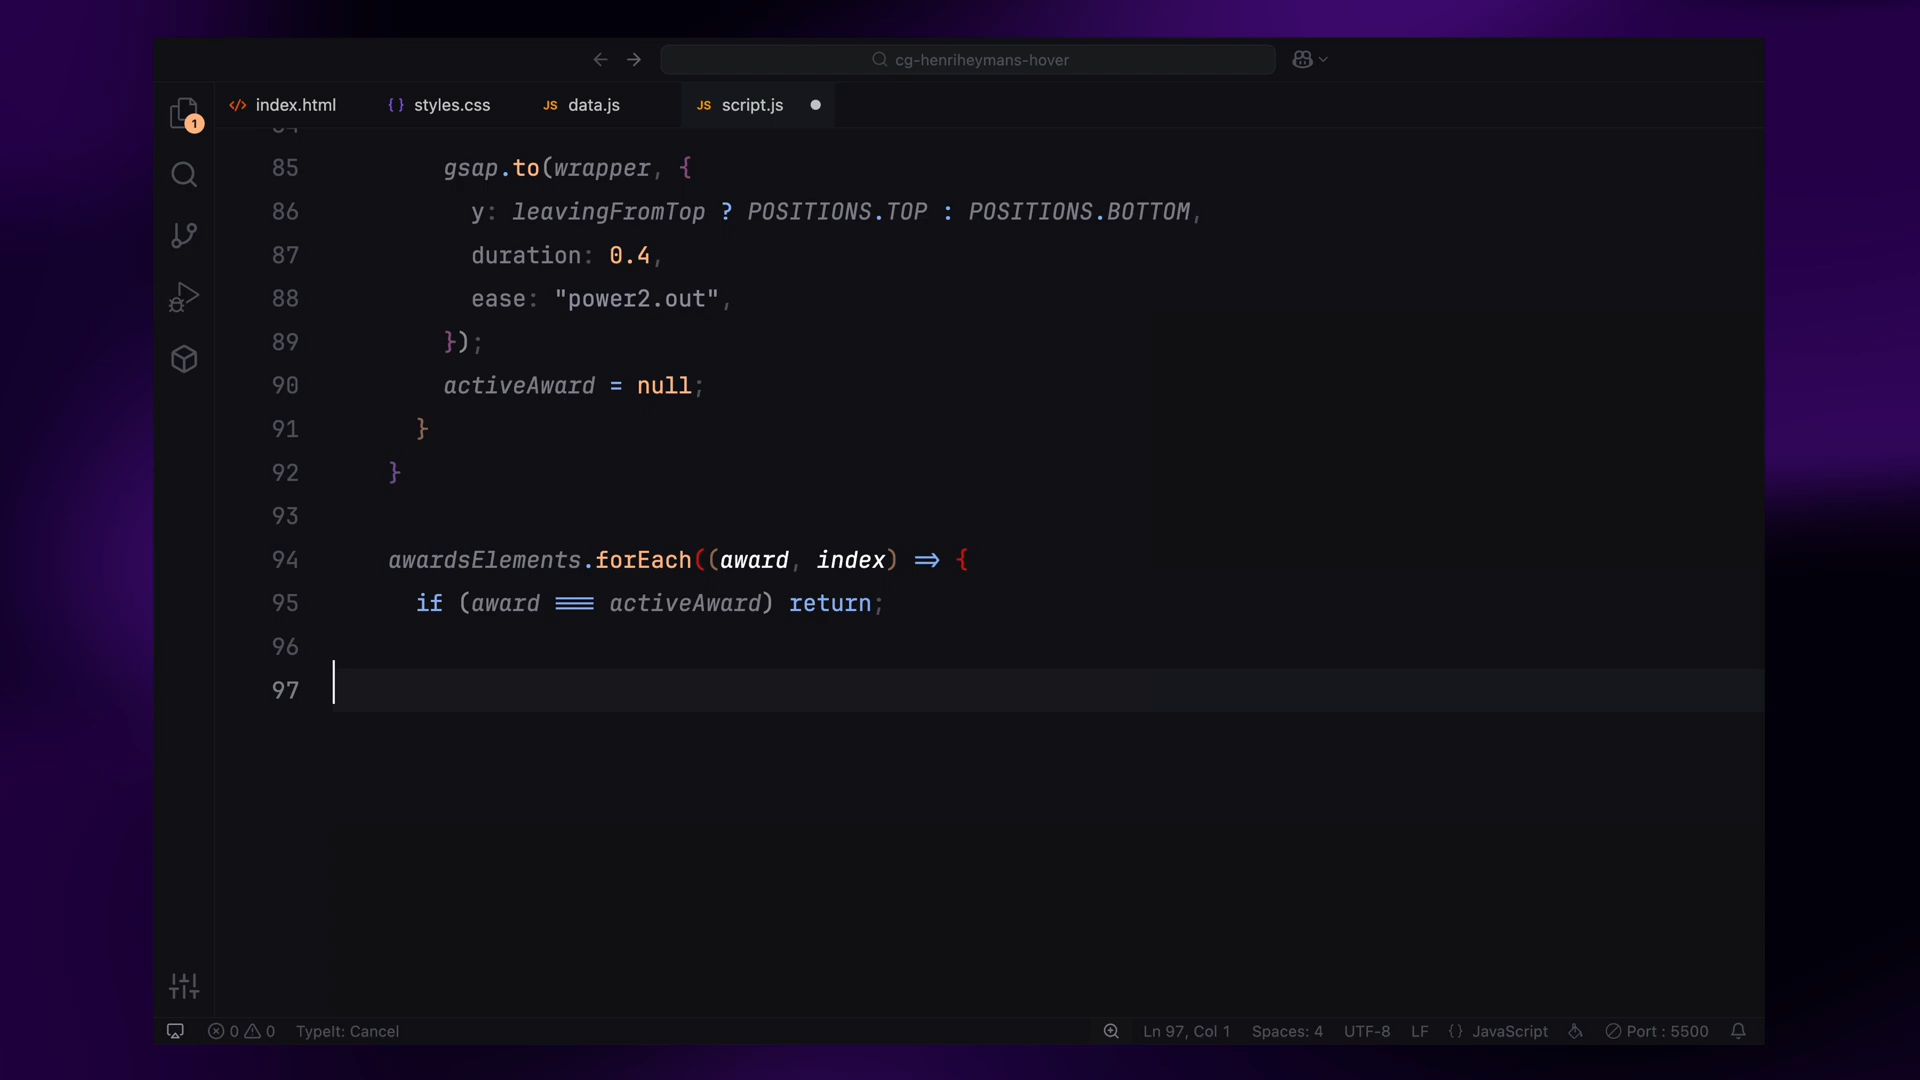 cg-henriheymans-hover
index.html
styles.css
JS data.js
JS script.js
1
85 gsap.to(wrapper, {
86 y: leavingFromTop ? POSITIONS.TOP : POSITIONS.BOTTOM,
87 duration: 0.4,
88 ease: "power2.out",
89 });
90 activeAward = null;
91 }
92 }
93
94 awardsElements.forEach((award, index) => {
95 if (award === activeAward) return;
96
97
0 0 TypeIt: Cancel Ln 97, Col 1 Spaces: 4 UTF-8 LF {} JavaScript Port : 5500